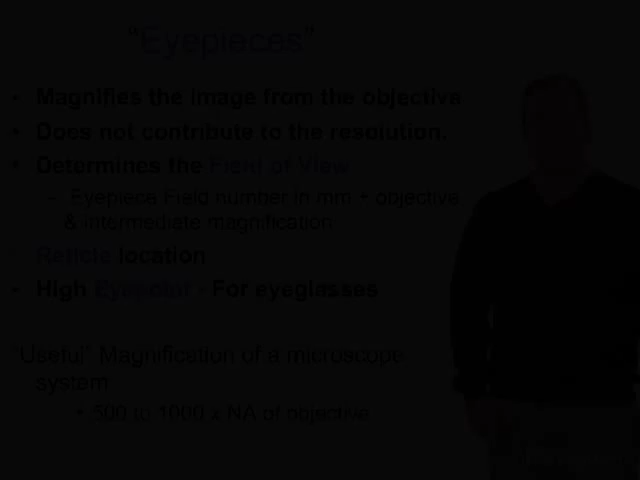 "Eyepieces"
- Magnifies the image from the objective
- Does not contribute to the resolution.
- Determines the Field of View
– Eyepiece Field number in mm ÷ objective
& intermediate magnification
- Reticle location
- High Eyepoint - For eyeglasses
"Useful" Magnification of a microscope
system
• 500 to 1000 x NA of objective